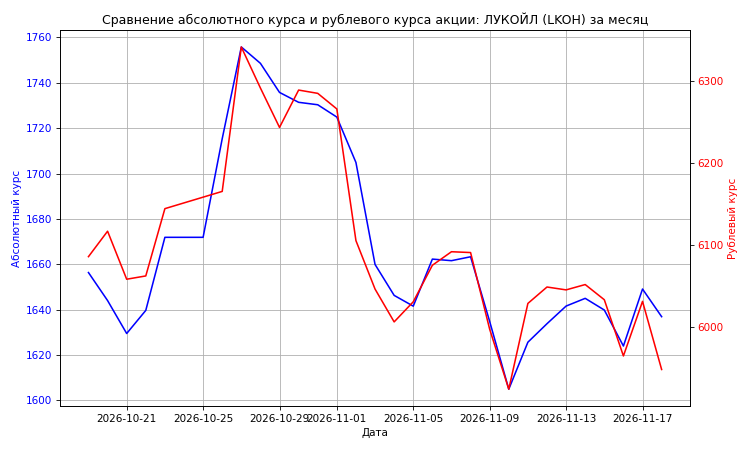 Сравнение абсолютного курса и рублевого курса акции: ЛУКОЙЛ (LKOH) за месяц
1760
1740
1720
1700
1680
1660
1640
1620
1600
Абсолютный курс
6300
6200
6100
6000
Рублевый курс
2026-10-21 2026-10-25 2026-10-29 2026-11-01 2026-11-05 2026-11-09 2026-11-13 2026-11-17
Дата